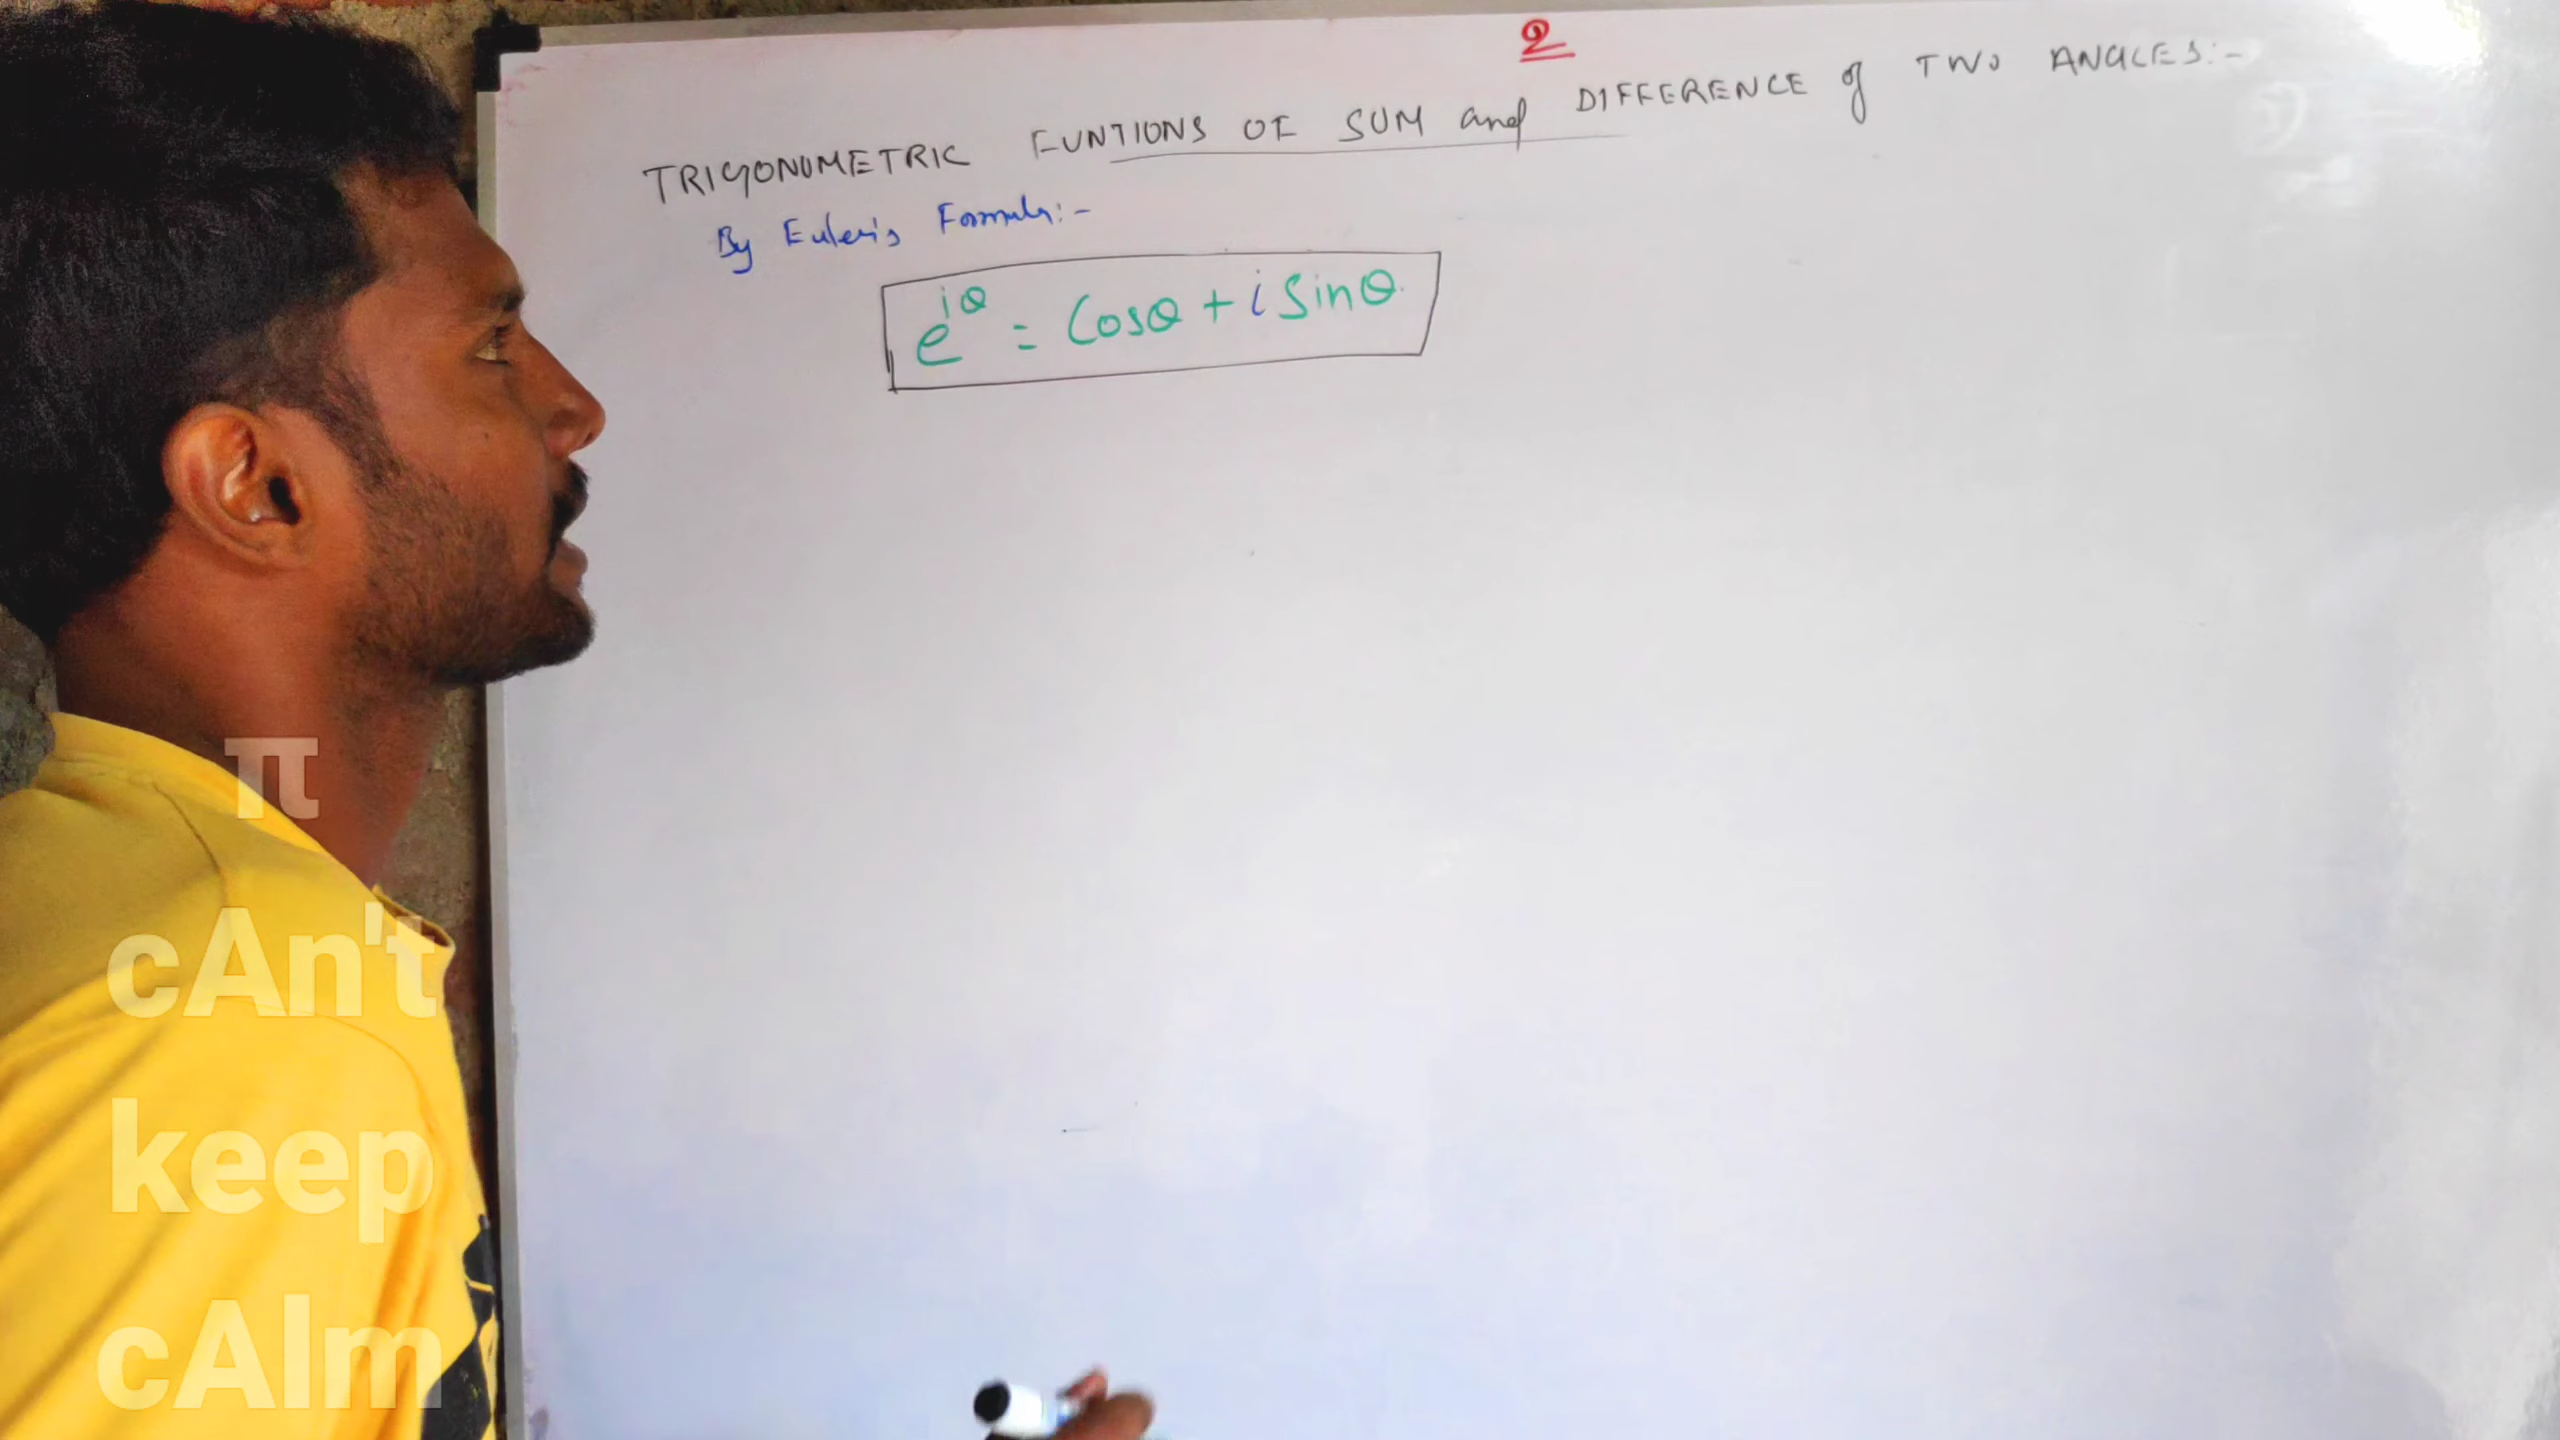 2
TRIGONOMETRIC FUNTIONS OF SUM and DIFFERENCE of TWO ANGLES:-
By Euler's Formula:-
e^iθ = Cosθ + i Sinθ
π
cAn't
keep
cAlm